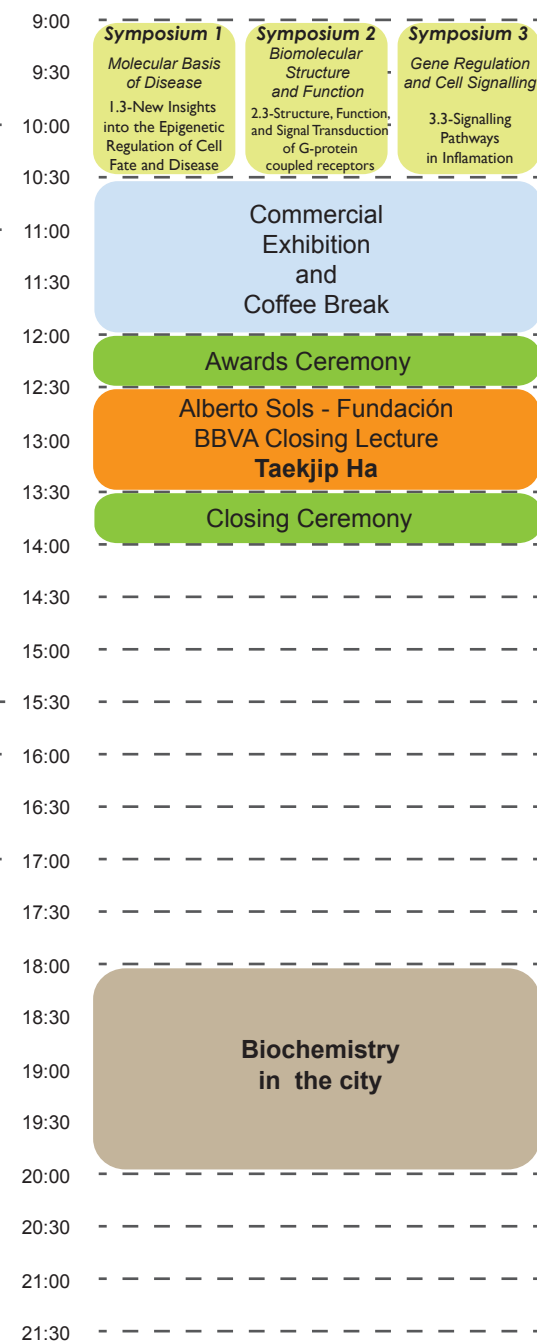 9:00
Symposium 1
Molecular Basis
of Disease
1.3-New Insights
into the Epigenetic
Regulation of Cell
Fate and Disease
Symposium 2
Biomolecular
Structure
and Function
2.3-Structure, Function,
and Signal Transduction
of G-protein
coupled receptors
Symposium 3
Gene Regulation
and Cell Signalling
3.3-Signalling
Pathways
in Inflamation
9:30
10:00
10:30
Commercial
Exhibition
and
Coffee Break
11:00
11:30
12:00
Awards Ceremony
12:30
Alberto Sols - Fundación
BBVA Closing Lecture
Taekjip Ha
13:00
13:30
Closing Ceremony
14:00
14:30
15:00
15:30
16:00
16:30
17:00
17:30
18:00
18:30
Biochemistry
in the city
19:00
19:30
20:00
20:30
21:00
21:30